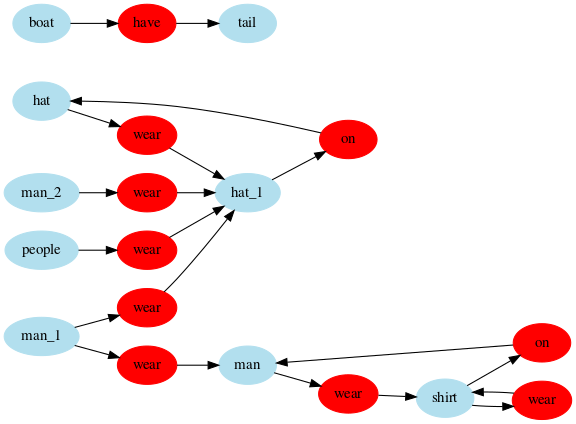 boat have tail
hat
wear
on
man_2 wear hat_1
people wear
wear
man_1
wear man
on
wear shirt wear